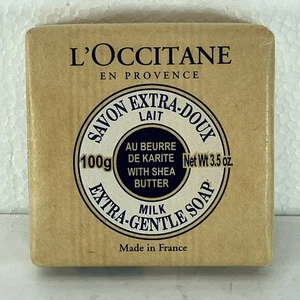 L'OCCITANE
EN PROVENCE
SAVON EXTRA-DOUX
LAIT
100g
AU BEURRE
DE KARITE
WITH SHEA
BUTTER
Net Wt 3.5 oz.
MILK
EXTRA-GENTLE SOAP
Made in France